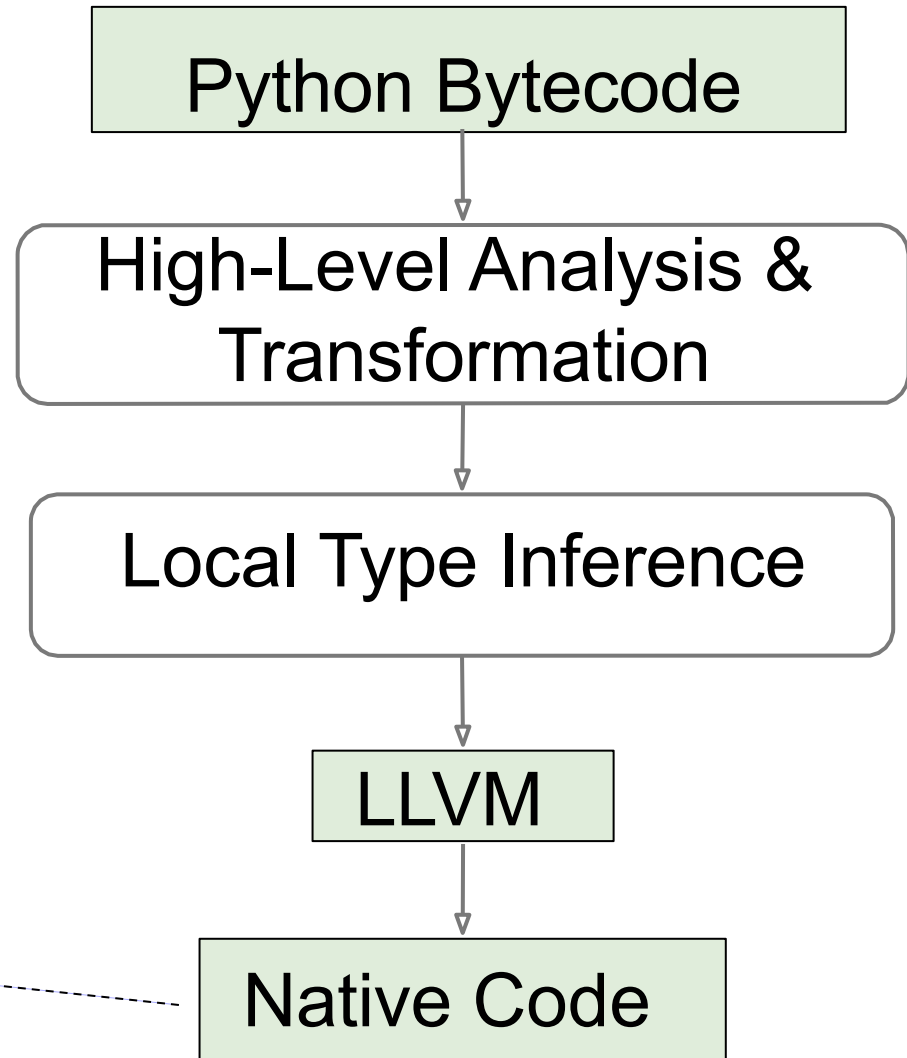 Python Bytecode
High-Level Analysis &
Transformation
Local Type Inference
LLVM
Native Code